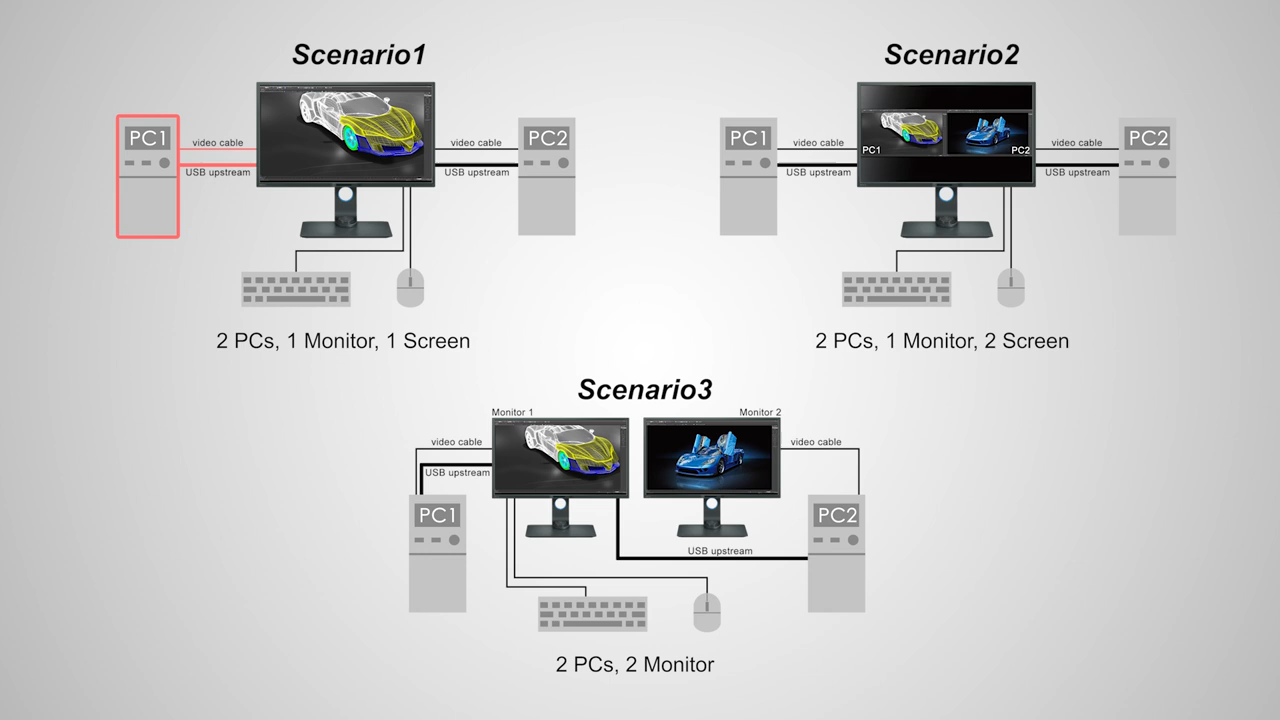 Scenario1
PC1
video cable
USB upstream
video cable
USB upstream
PC2
2 PCs, 1 Monitor, 1 Screen
Scenario2
PC1
video cable
USB upstream
PC1
PC2
video cable
USB upstream
PC2
2 PCs, 1 Monitor, 2 Screen
Scenario3
Monitor 1
Monitor 2
video cable
USB upstream
video cable
PC1
PC2
USB upstream
2 PCs, 2 Monitor